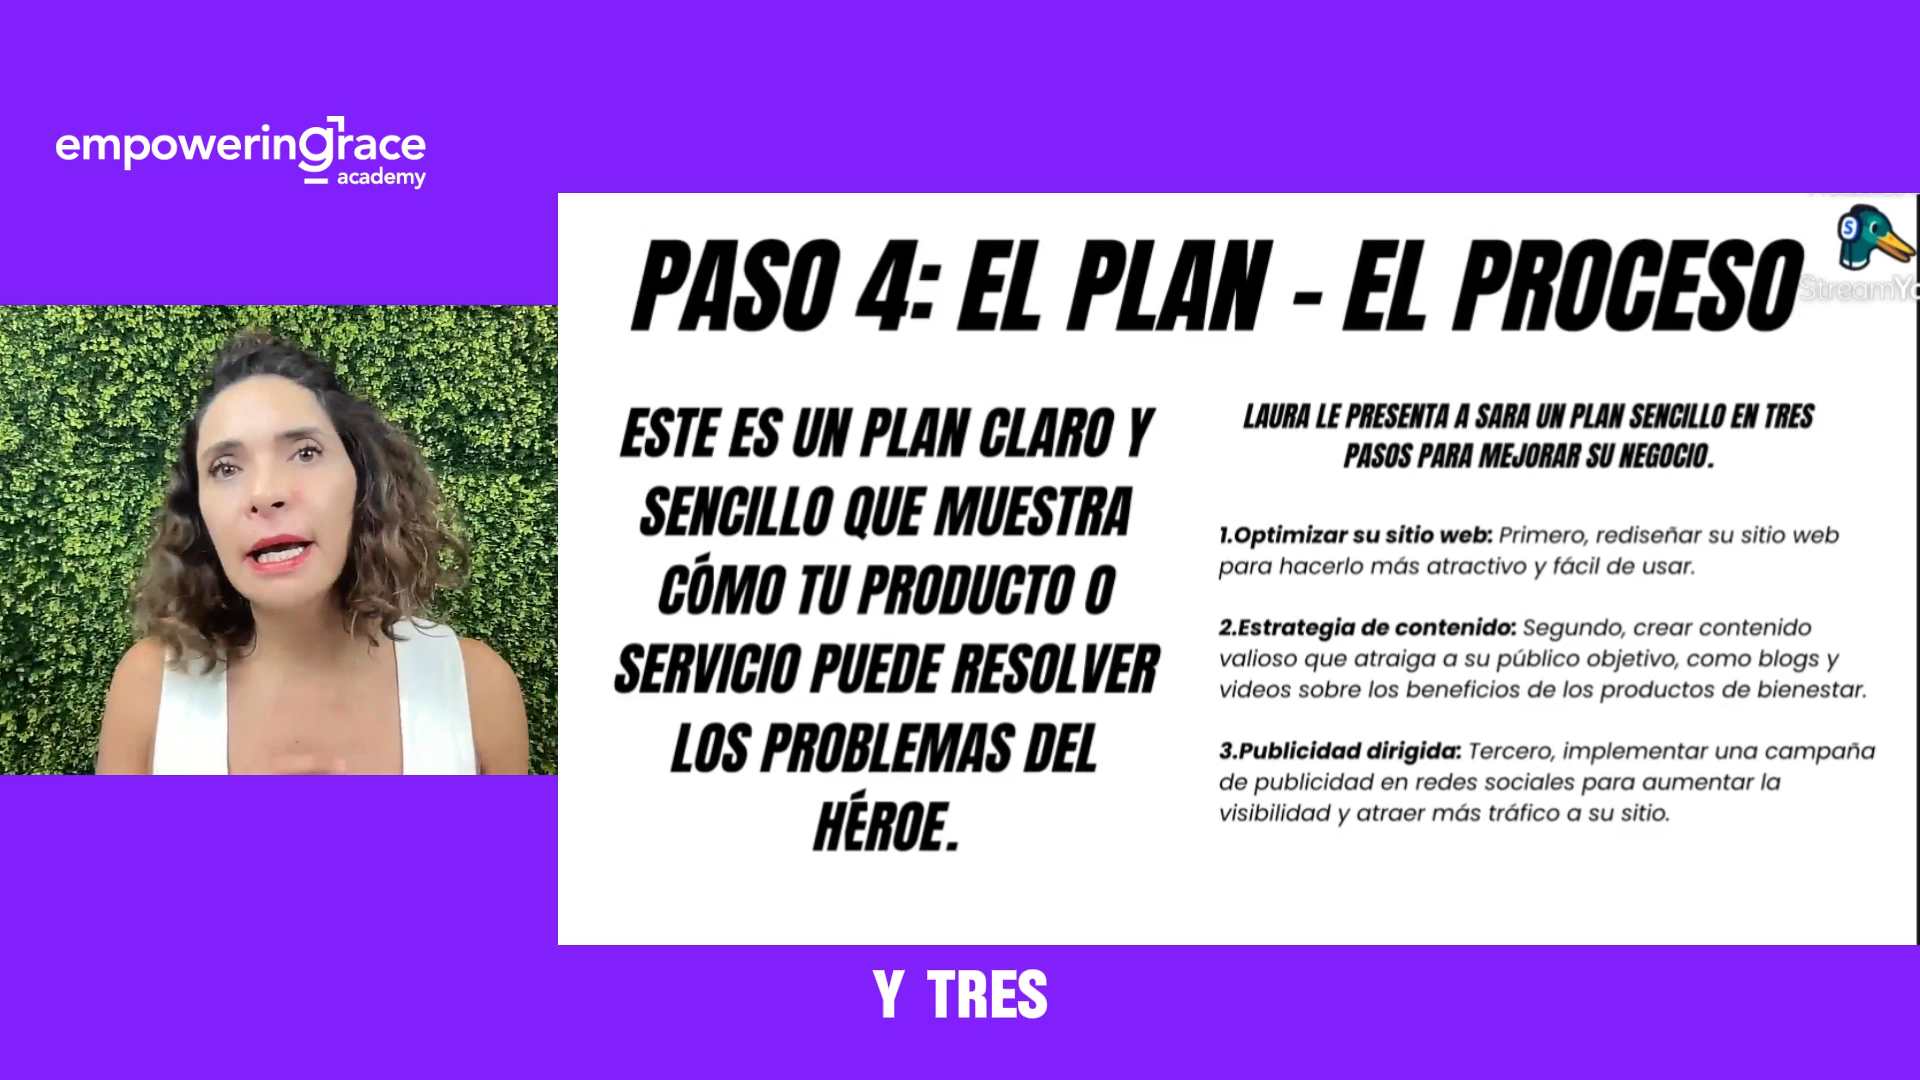 empoweringrace
academy
StreamYa
PASO 4: EL PLAN - EL PROCESO
ESTE ES UN PLAN CLARO Y
SENCILLO QUE MUESTRA
CÓMO TU PRODUCTO O
SERVICIO PUEDE RESOLVER
LOS PROBLEMAS DEL
HÉROE.
LAURA LE PRESENTA A SARA UN PLAN SENCILLO EN TRES
PASOS PARA MEJORAR SU NEGOCIO.
1.Optimizar su sitio web: Primero, rediseñar su sitio web
para hacerlo más atractivo y fácil de usar.
2.Estrategia de contenido: Segundo, crear contenido
valioso que atraiga a su público objetivo, como blogs y
videos sobre los beneficios de los productos de bienestar.
3.Publicidad dirigida: Tercero, implementar una campaña
de publicidad en redes sociales para aumentar la
visibilidad y atraer más tráfico a su sitio.
Y TRES